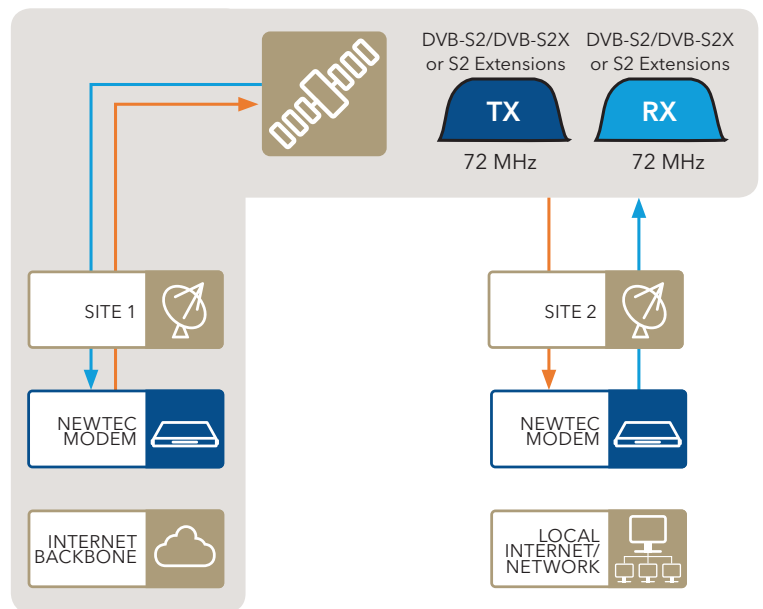 DVB-S2/DVB-S2X
or S2 Extensions
DVB-S2/DVB-S2X
or S2 Extensions
TX
RX
72 MHz
72 MHz
SITE 1
SITE 2
NEWTEC
MODEM
NEWTEC
MODEM
INTERNET
BACKBONE
LOCAL
INTERNET/
NETWORK